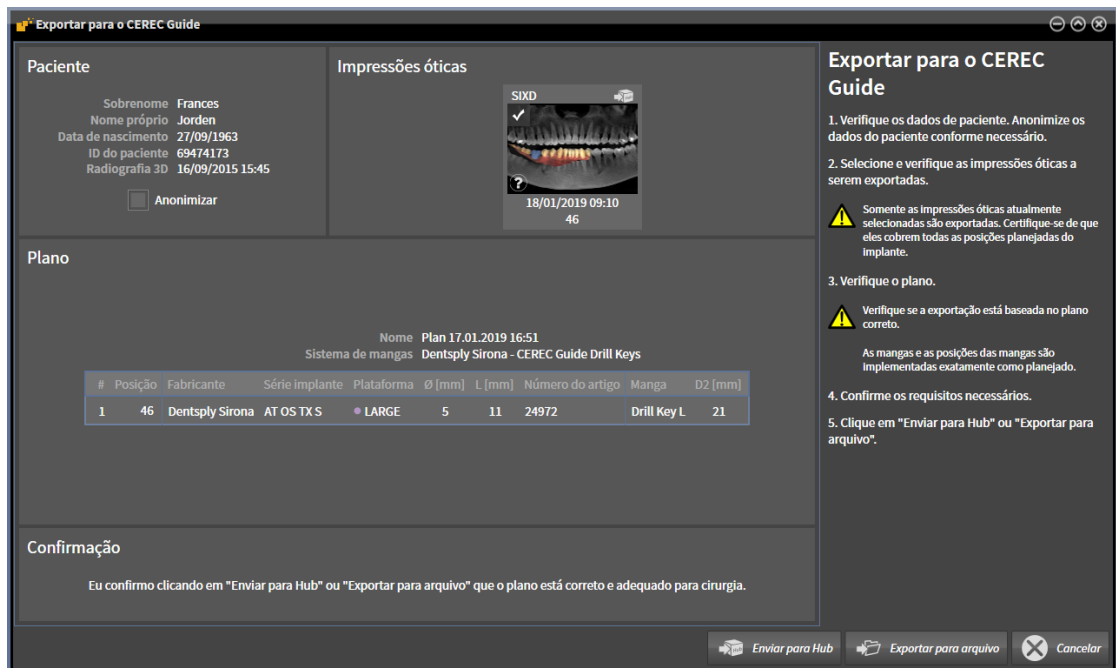 Exportar para o CEREC Guide
Paciente
Sobrenome Frances
Nome próprio Jorden
Data de nascimento 27/09/1963
ID do paciente 69474173
Radiografia 3D 16/09/2015 15:45
Anonimizar
Impressões óticas
SIXD
18/01/2019 09:10
46
Plano
Nome Plan 17.01.2019 16:51
Sistema de mangas Dentsply Sirona - CEREC Guide Drill Keys
# Posição Fabricante Série implante Plataforma Ø [mm] L [mm] Número do artigo Manga D2 [mm]
1 46 Dentsply Sirona AT OS TX S LARGE 5 11 24972 Drill Key L 21
Confirmação
Eu confirmo clicando em "Enviar para Hub" ou "Exportar para arquivo" que o plano está correto e adequado para cirurgia.
Exportar para o CEREC
Guide
1. Verifique os dados de paciente. Anonimize os
dados do paciente conforme necessário.
2. Selecione e verifique as impressões óticas a
serem exportadas.
Somente as impressões óticas atualmente
selecionadas são exportadas. Certifique-se de que
eles cobrem todas as posições planejadas do
implante.
3. Verifique o plano.
Verifique se a exportação está baseada no plano
correto.
As mangas e as posições das mangas são
implementadas exatamente como planejado.
4. Confirme os requisitos necessários.
5. Clique em "Enviar para Hub" ou "Exportar para
arquivo".
Enviar para Hub
Exportar para arquivo
Cancelar